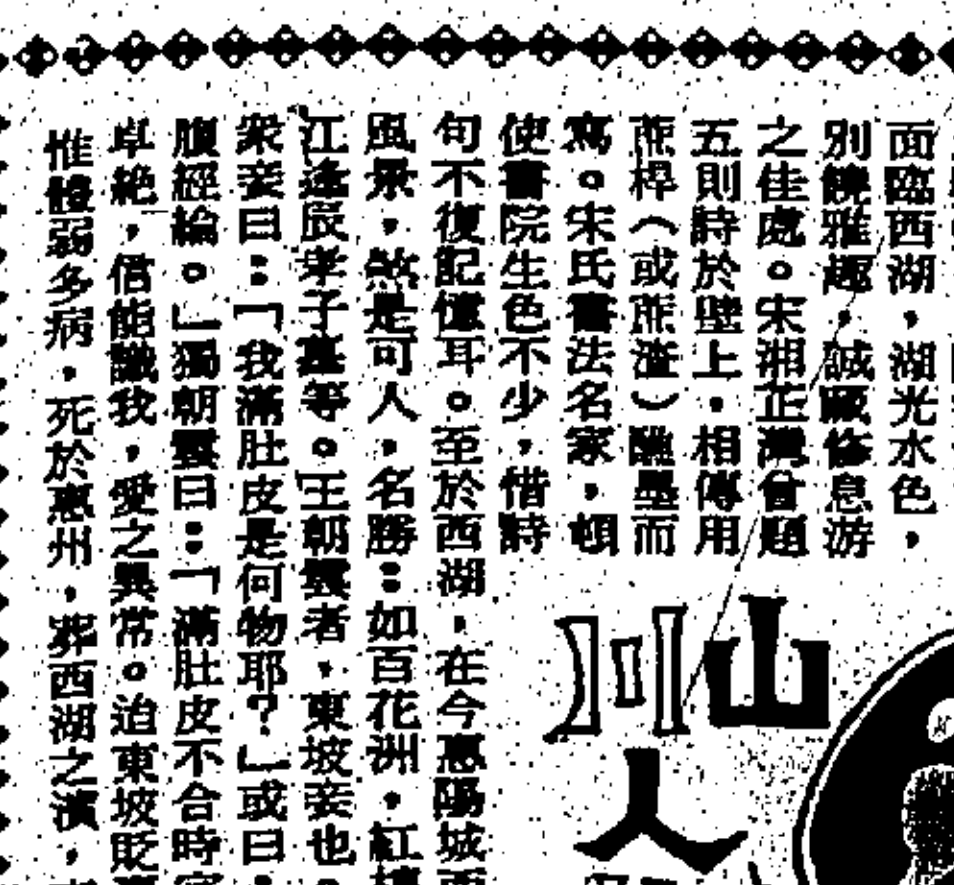 面臨西湖,湖光水色,
別饒雅趣,誠藏修息游
之佳處。宋湘芷灣曾題
五則詩於壁上,相傳用
蔗桿(或蔗渣)醮墨而
寫。宋氏書法名家,頓
使書院生色不少,惜詩
句不復記憶耳。至於西湖,在今惠陽城西
風景,煞是可人,名勝:如百花洲,紅棉
江逢辰孝子墓等。王朝雲者,東坡妾也。
衆妾曰:「我滿肚皮是何物耶?」或曰:
腹經綸。」獨朝雲曰:「滿肚皮不合時宜
卓絶,信能識我,愛之異常。迨東坡貶
惟體弱多病,死於惠州,葬西湖之濱,
山川
人